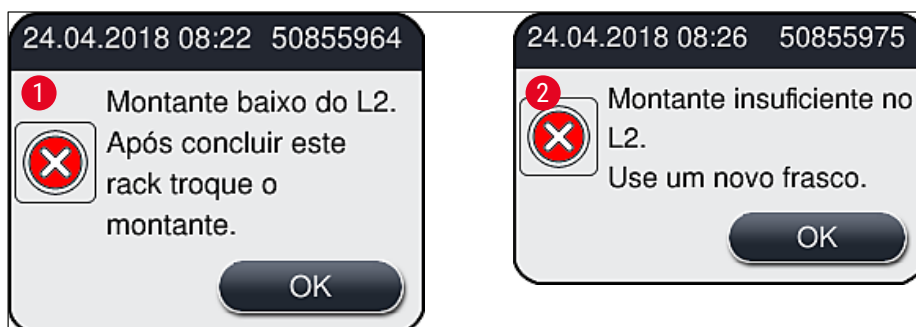 24.04.2018 08:22 50855964
1
Montante baixo do L2.
Após concluir este
rack troque o
montante.
OK
24.04.2018 08:26 50855975
2
Montante insuficiente no
L2.
Use um novo frasco.
OK